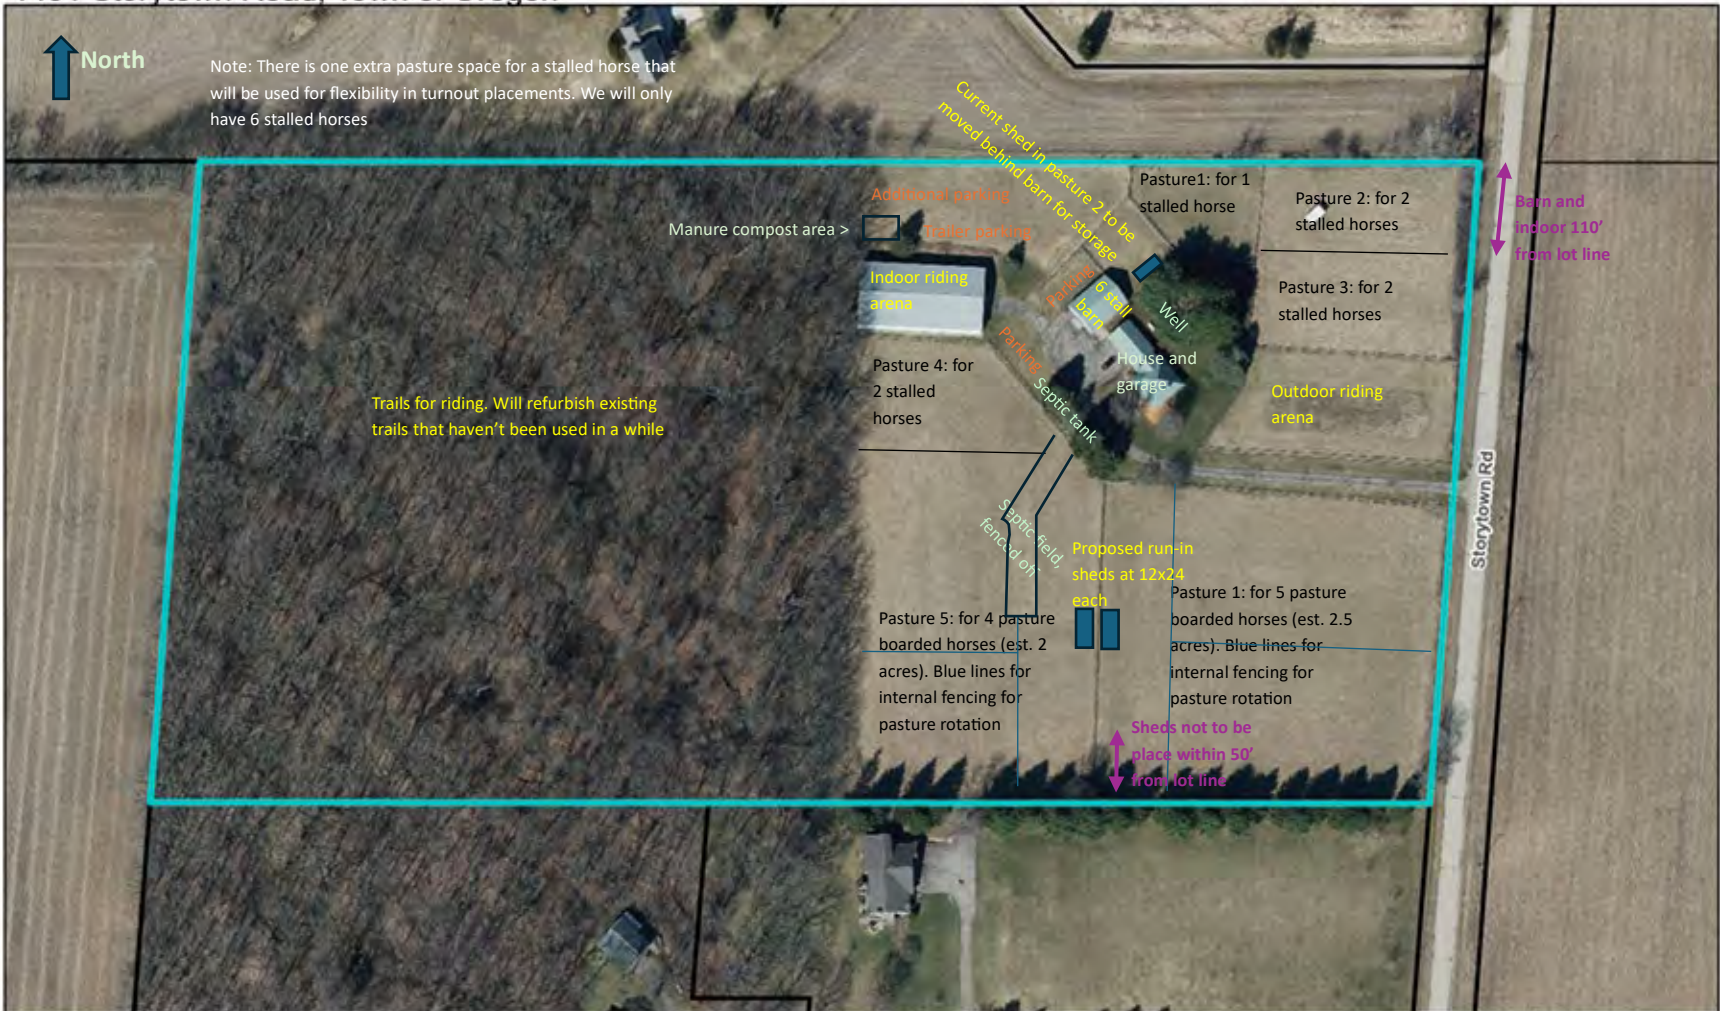 North
Note: There is one extra pasture space for a stalled horse that
will be used for flexibility in turnout placements. We will only
have 6 stalled horses
Current shed in pasture 2 to be
moved behind barn for storage
Pasture1: for 1
stalled horse
Pasture 2: for 2
stalled horses
Barn and
indoor 110’
from lot line
Additional parking
Manure compost area >
Trailer parking
Indoor riding
arena
Parking
6 stall
barn
Well
Pasture 3: for 2
stalled horses
Parking
House and
garage
Pasture 4: for
2 stalled
horses
Septic tank
Outdoor riding
arena
Trails for riding. Will refurbish existing
trails that haven’t been used in a while
Storytown Rd
Septic field,
fenced off
Proposed run-in
sheds at 12x24
each
Pasture 5: for 4 pasture
boarded horses (est. 2
acres). Blue lines for
internal fencing for
pasture rotation
Pasture 1: for 5 pasture
boarded horses (est. 2.5
acres). Blue lines for
internal fencing for
pasture rotation
Sheds not to be
place within 50’
from lot line